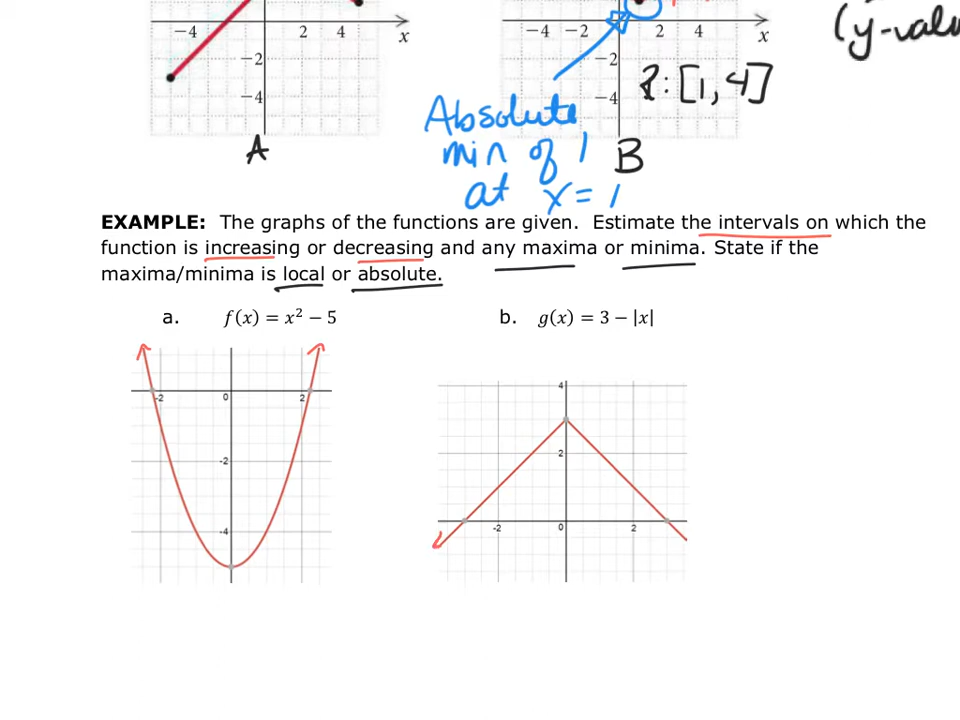 -4 2 4 x
-2
-4
A
-4 -2 2 4 x
-2
-4
(y-valu
R: [1, 4]
Absolute
min of 1
at x = 1
B
EXAMPLE: The graphs of the functions are given. Estimate the intervals on which the
function is increasing or decreasing and any maxima or minima. State if the
maxima/minima is local or absolute.
a. f(x) = x² − 5
b. g(x) = 3 − |x|
-2 0 2
-2
-4
4
2
-2 0 2